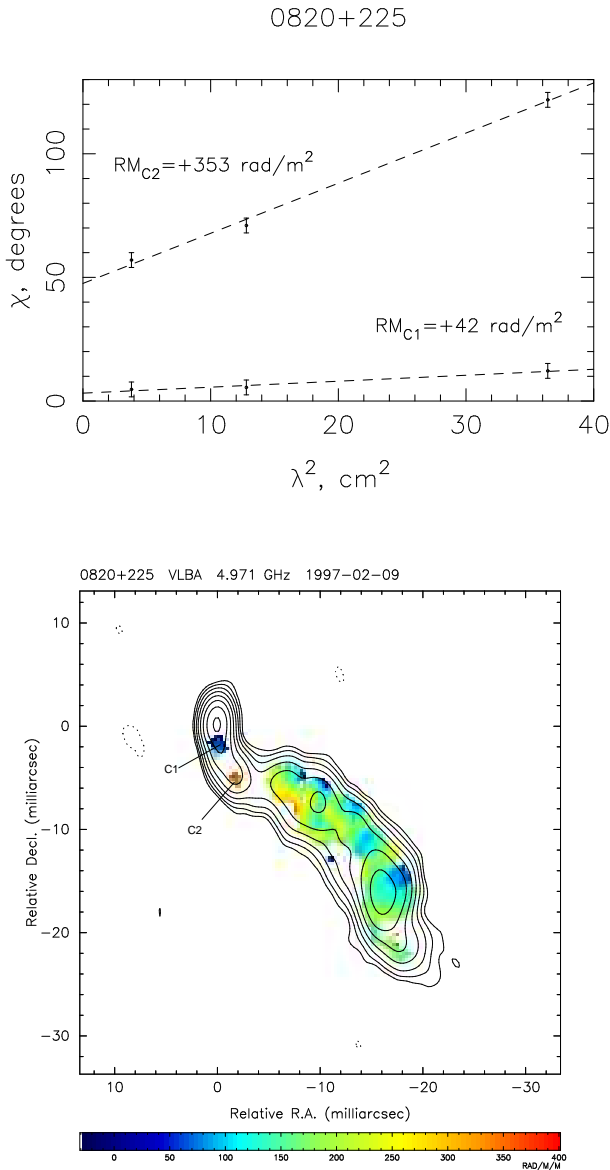 0820+225
χ, degrees
100
50
0
RM_C2=+353 rad/m²
RM_C1=+42 rad/m²
0 10 20 30 40
λ², cm²
0820+225 VLBA 4.971 GHz 1997-02-09
Relative Decl. (milliarcsec)
10
0
−10
−20
−30
C1
C2
10 0 −10 −20 −30
Relative R.A. (milliarcsec)
0 50 100 150 200 250 300 350 400
RAD/M/M